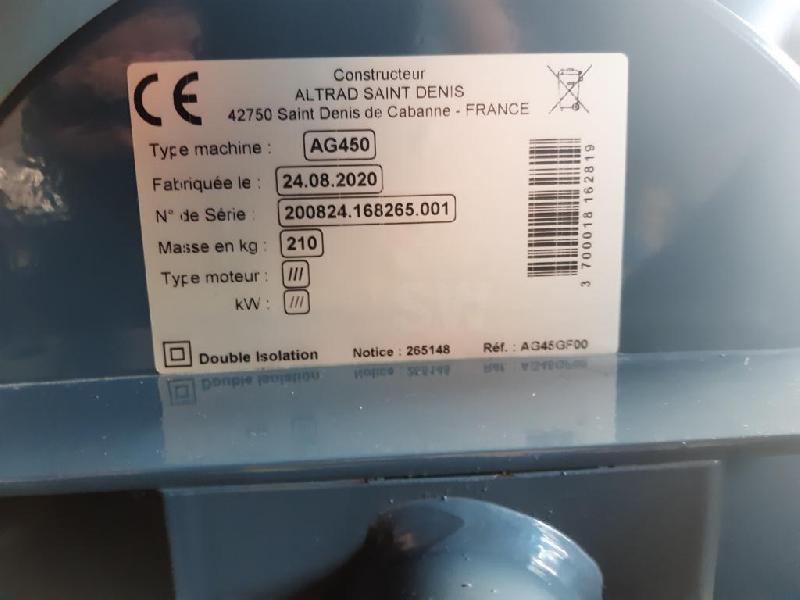 CE
Constructeur
ALTRAD SAINT DENIS
42750 Saint Denis de Cabanne - FRANCE
Type machine : AG450
Fabriquée le : 24.08.2020
N° de Série : 200824.168265.001
Masse en kg : 210
Type moteur : ///
kW : ///
3 700018 162819
Double Isolation Notice : 265148 Réf. : AG45GF00